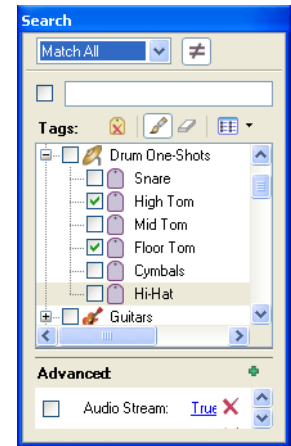 Search
Match All
Tags:
Drum One-Shots
Snare
High Tom
Mid Tom
Floor Tom
Cymbals
Hi-Hat
Guitars
Advanced:
Audio Stream: True